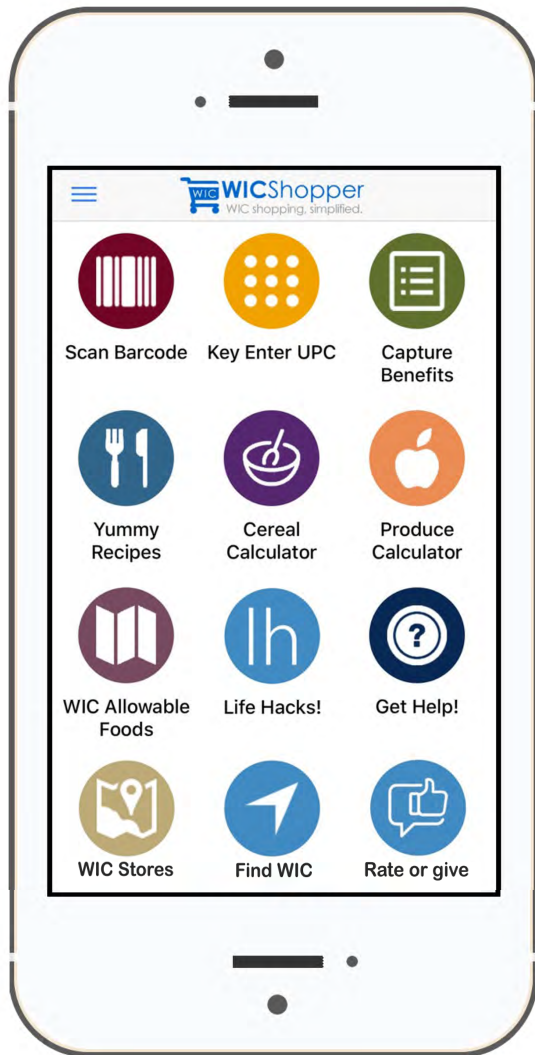 WIC WICShopper
WIC shopping, simplified.
Scan Barcode
Key Enter UPC
Capture
Benefits
Yummy
Recipes
Cereal
Calculator
Produce
Calculator
WIC Allowable
Foods
lh
Life Hacks!
?
Get Help!
WIC Stores
Find WIC
Rate or give